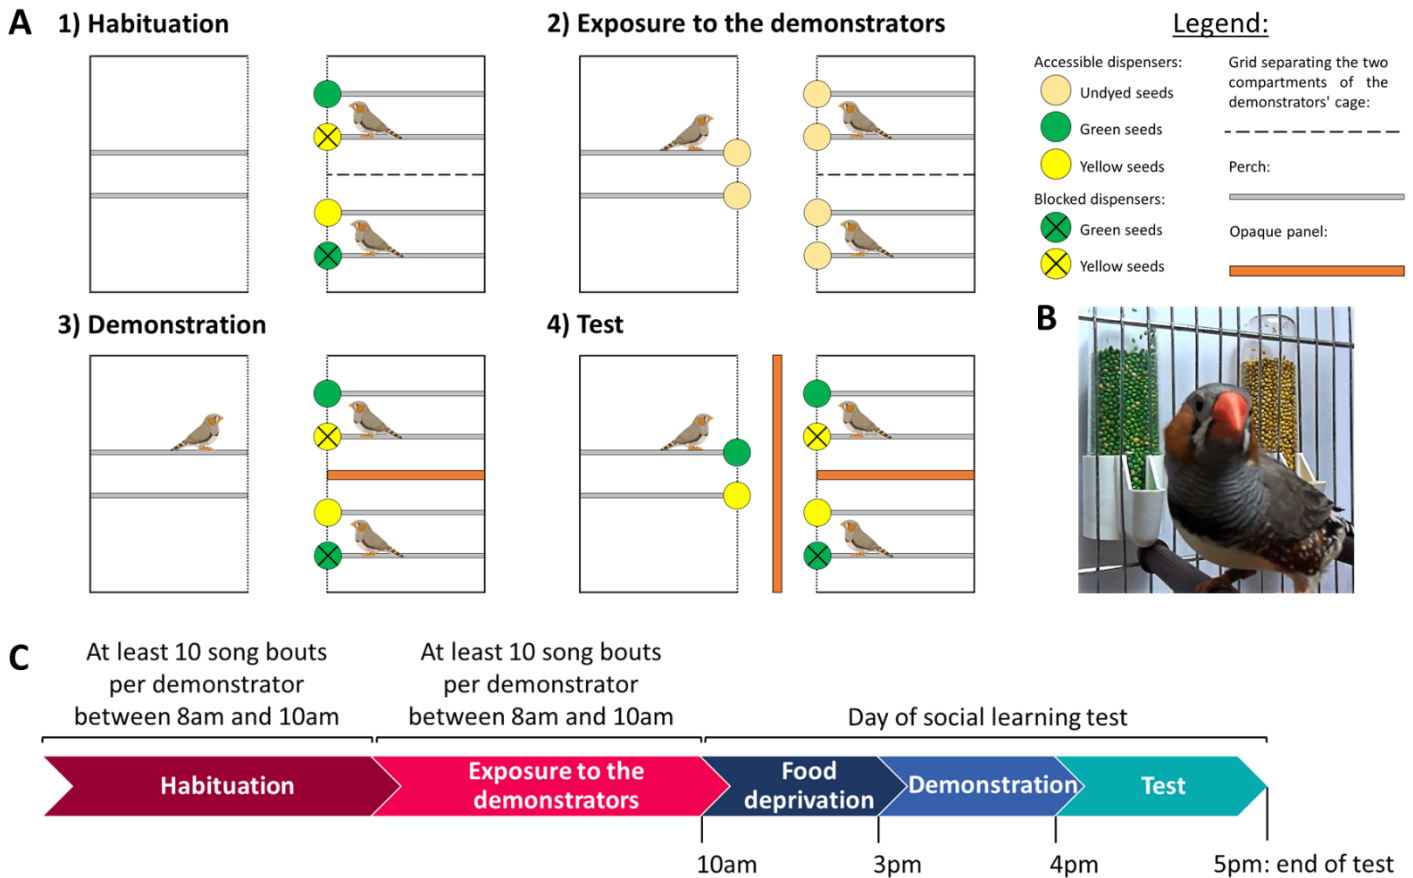 A
1) Habituation
2) Exposure to the demonstrators
Legend:
Accessible dispensers:
Undyed seeds
Green seeds
Yellow seeds
Blocked dispensers:
Green seeds
Yellow seeds
Grid separating the two
compartments of the
demonstrators' cage:
Perch:
Opaque panel:
3) Demonstration
4) Test
B
C
At least 10 song bouts
per demonstrator
between 8am and 10am
At least 10 song bouts
per demonstrator
between 8am and 10am
Day of social learning test
Habituation
Exposure to the
demonstrators
Food
deprivation
Demonstration
Test
10am
3pm
4pm
5pm: end of test